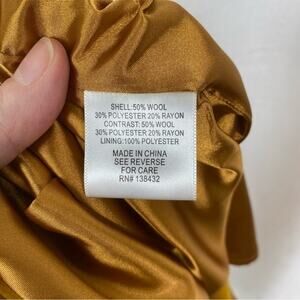 SHELL:50% WOOL
30% POLYESTER 20% RAYON
CONTRAST: 50% WOOL
30% POLYESTER 20% RAYON
LINING:100% POLYESTER
MADE IN CHINA
SEE REVERSE
FOR CARE
RN# 138432